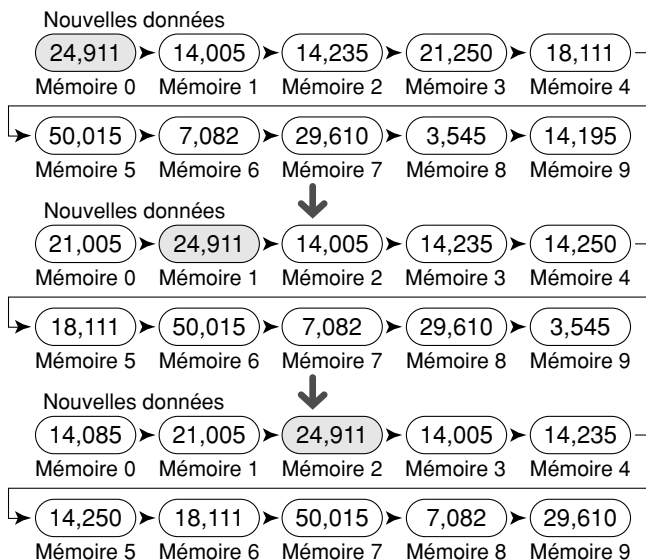 Nouvelles données
24,911 14,005 14,235 21,250 18,111
Mémoire 0 Mémoire 1 Mémoire 2 Mémoire 3 Mémoire 4
50,015 7,082 29,610 3,545 14,195
Mémoire 5 Mémoire 6 Mémoire 7 Mémoire 8 Mémoire 9
Nouvelles données
21,005 24,911 14,005 14,235 14,250
Mémoire 0 Mémoire 1 Mémoire 2 Mémoire 3 Mémoire 4
18,111 50,015 7,082 29,610 3,545
Mémoire 5 Mémoire 6 Mémoire 7 Mémoire 8 Mémoire 9
Nouvelles données
14,085 21,005 24,911 14,005 14,235
Mémoire 0 Mémoire 1 Mémoire 2 Mémoire 3 Mémoire 4
14,250 18,111 50,015 7,082 29,610
Mémoire 5 Mémoire 6 Mémoire 7 Mémoire 8 Mémoire 9